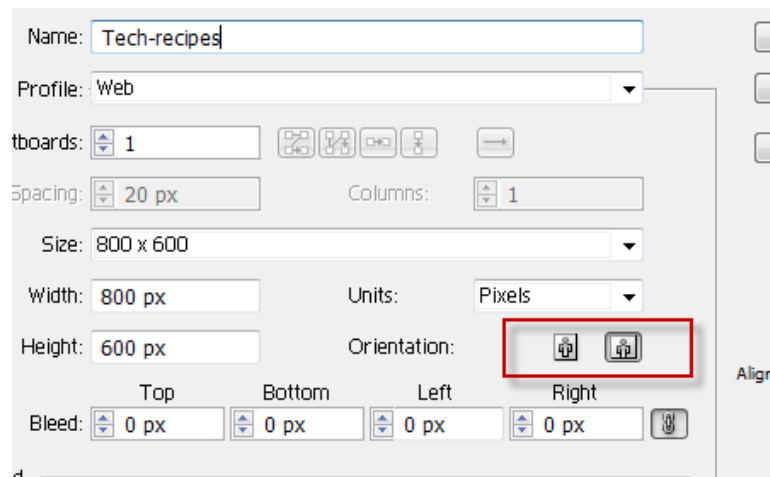 Name: Tech-recipes
Profile: Web
tboards: 1
Spacing: 20 px Columns: 1
Size: 800 x 600
Width: 800 px Units: Pixels
Height: 600 px Orientation:
Align
Top Bottom Left Right
Bleed: 0 px 0 px 0 px 0 px